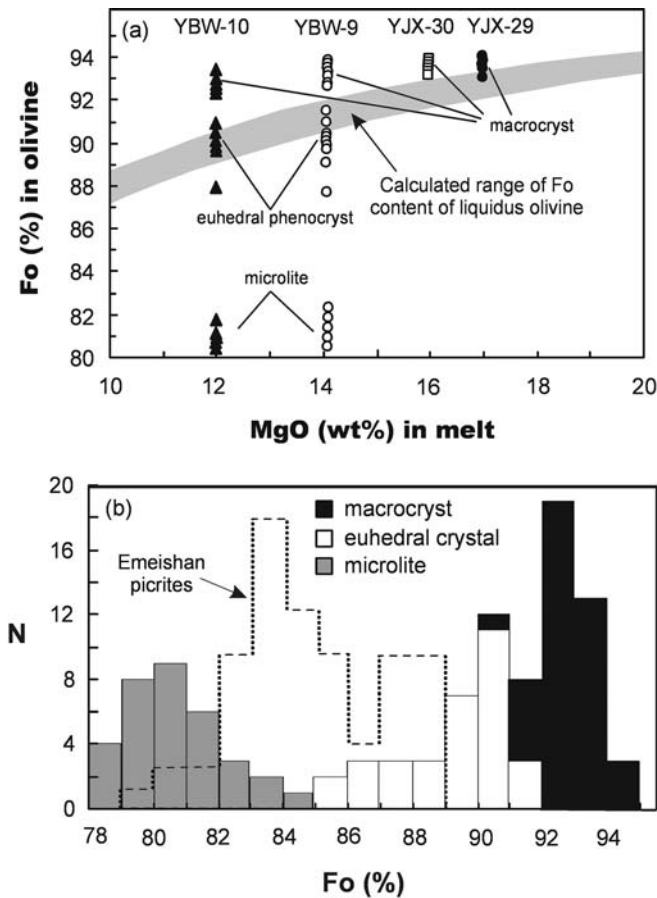 (a) YBW-10 YBW-9 YJX-30 YJX-29
94
92
90
88
86
84
82
80
Fo (%) in olivine
macrocryst
Calculated range of Fo
content of liquidus olivine
euhedral phenocryst
microlite
10 12 14 16 18 20
MgO (wt%) in melt
20
16
12
8
4
0
N
(b)
macrocryst
euhedral crystal
microlite
Emeishan
picrites
78 80 82 84 86 88 90 92 94
Fo (%)